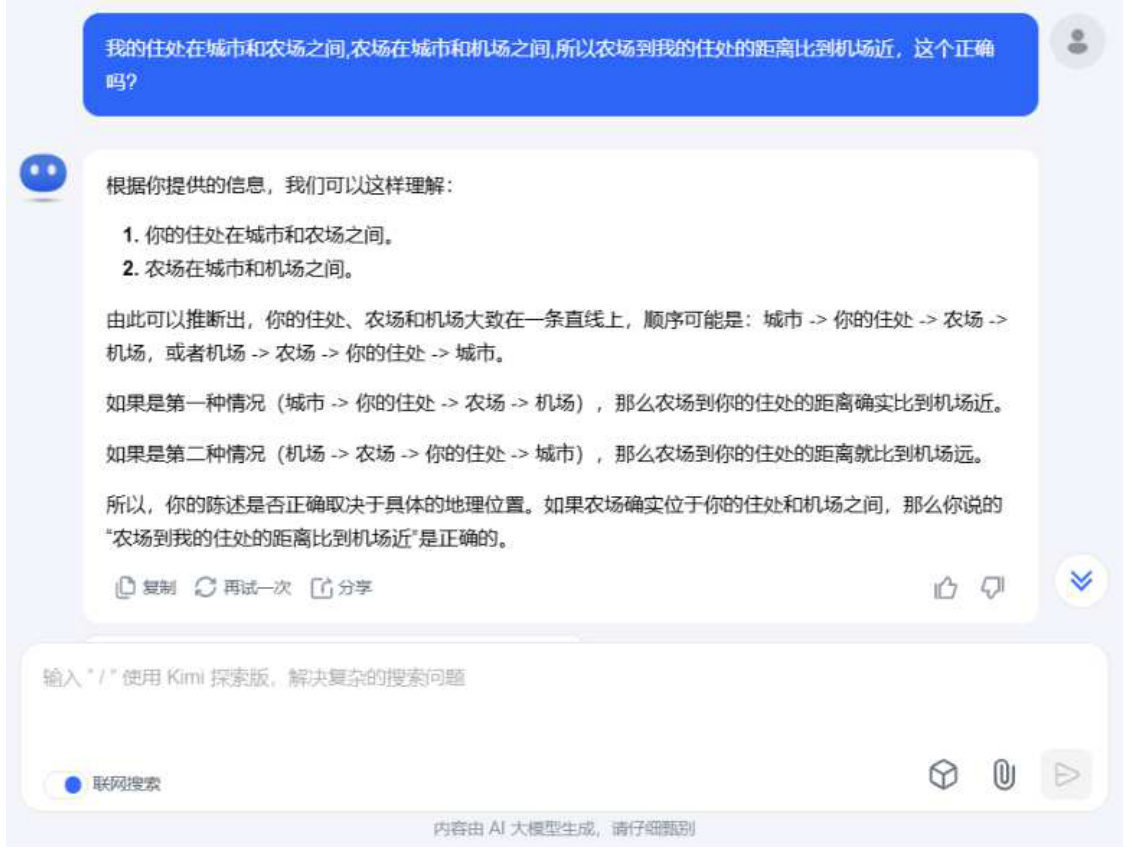 我的住处在城市和农场之间,农场在城市和机场之间,所以农场到我的住处的距离比到机场近，这个正确
吗?
根据你提供的信息，我们可以这样理解：
1. 你的住处在城市和农场之间。
2. 农场在城市和机场之间。
由此可以推断出，你的住处、农场和机场大致在一条直线上，顺序可能是：城市 -> 你的住处 -> 农场 ->
机场，或者机场 -> 农场 -> 你的住处 -> 城市。
如果是第一种情况（城市 -> 你的住处 -> 农场 -> 机场），那么农场到你的住处的距离确实比到机场近。
如果是第二种情况（机场 -> 农场 -> 你的住处 -> 城市），那么农场到你的住处的距离就比到机场远。
所以，你的陈述是否正确取决于具体的地理位置。如果农场确实位于你的住处和机场之间，那么你说的
“农场到我的住处的距离比到机场近”是正确的。
复制 再试一次 分享
输入 " / " 使用 Kimi 探索版，解决复杂的搜索问题
联网搜索
内容由 AI 大模型生成，请仔细甄别